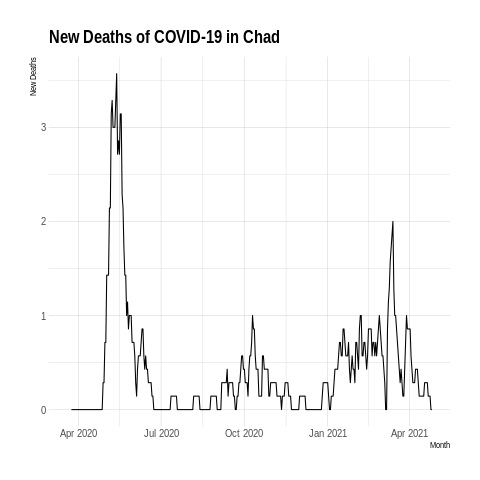 New Deaths of COVID-19 in Chad
New Deaths
3
2
1
0
Apr 2020 Jul 2020 Oct 2020 Jan 2021 Apr 2021
Month